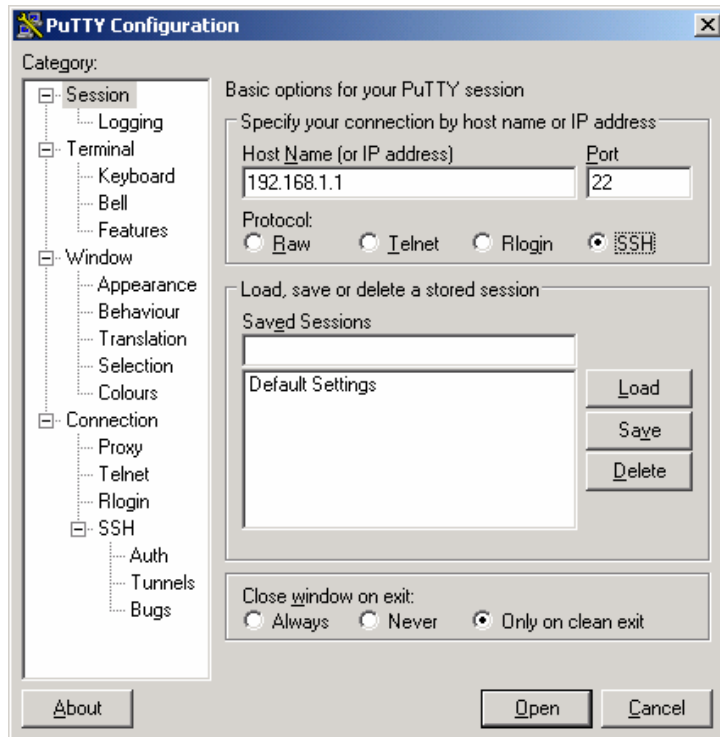 PuTTY Configuration
Category:
Session
Logging
Terminal
Keyboard
Bell
Features
Window
Appearance
Behaviour
Translation
Selection
Colours
Connection
Proxy
Telnet
Rlogin
SSH
Auth
Tunnels
Bugs
Basic options for your PuTTY session
Specify your connection by host name or IP address
Host Name (or IP address) Port
192.168.1.1 22
Protocol:
Raw Telnet Rlogin SSH
Load, save or delete a stored session
Saved Sessions
Default Settings
Load
Save
Delete
Close window on exit:
Always Never Only on clean exit
About Open Cancel